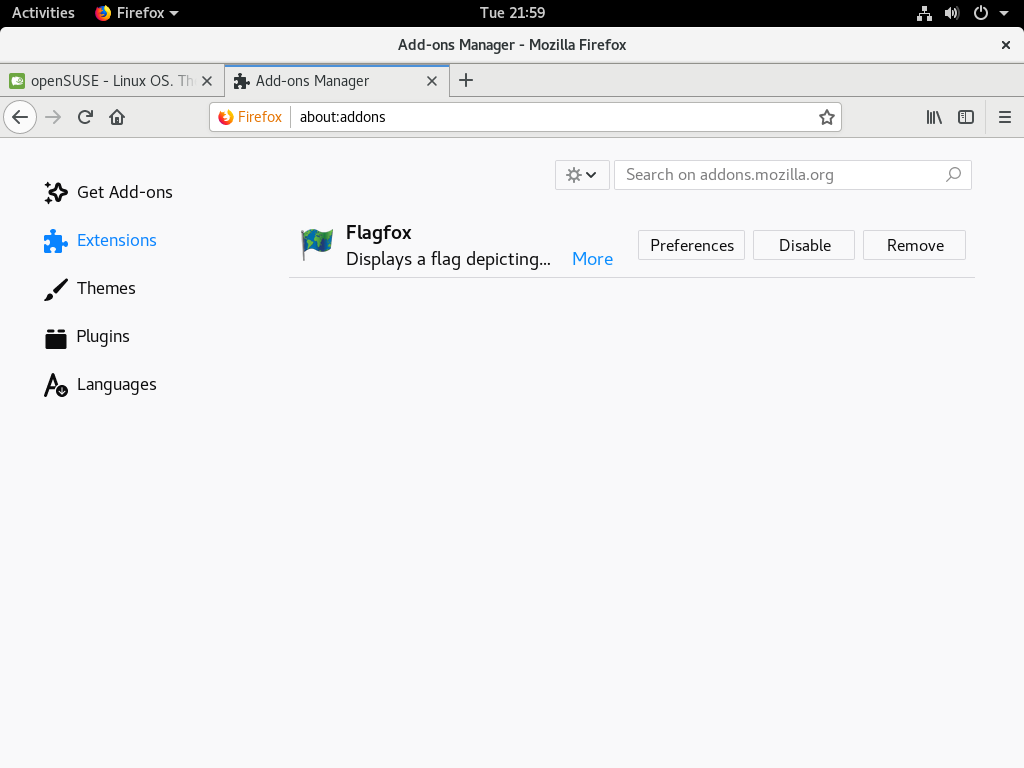 Activities Firefox Tue 21:59
Add-ons Manager - Mozilla Firefox
openSUSE - Linux OS. Th Add-ons Manager
Firefox about:addons
Search on addons.mozilla.org
Get Add-ons
Extensions
Themes
Plugins
Languages
Flagfox
Displays a flag depicting... More
Preferences Disable Remove